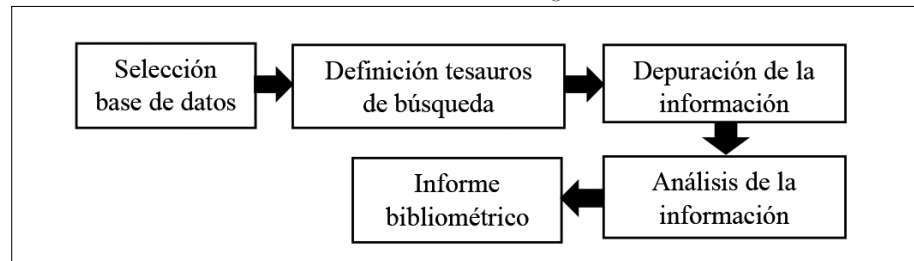 Selección
base de datos
Definición tesauros
de búsqueda
Depuración de la
información
Análisis de la
información
Informe
bibliométrico